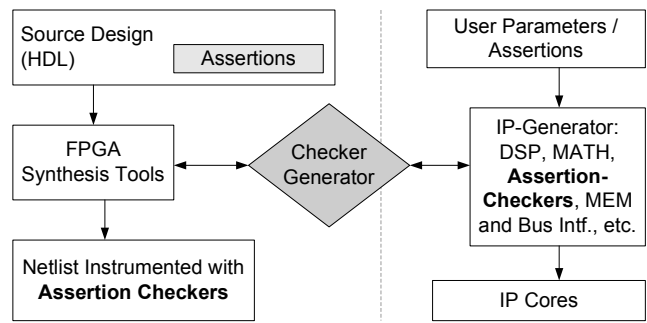 Source Design
(HDL)
Assertions
FPGA
Synthesis Tools
Netlist Instrumented with
Assertion Checkers
Checker
Generator
User Parameters /
Assertions
IP-Generator:
DSP, MATH,
Assertion-
Checkers, MEM
and Bus Intf., etc.
IP Cores